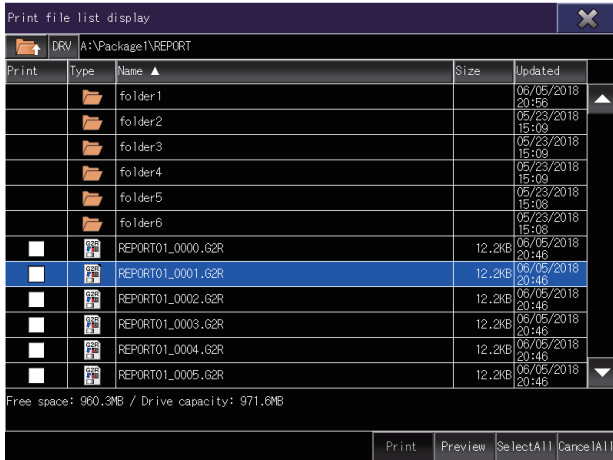 Print file list display
DRV A:\Package1\REPORT
Print Type Name ▲ Size Updated
folder1 06/05/2018 20:56
folder2 05/23/2018 15:09
folder3 05/23/2018 15:09
folder4 05/23/2018 15:09
folder5 05/23/2018 15:08
folder6 05/23/2018 15:08
G2R REPORT01_0000.G2R 12.2KB 06/05/2018 20:46
G2R REPORT01_0001.G2R 12.2KB 06/05/2018 20:46
G2R REPORT01_0002.G2R 12.2KB 06/05/2018 20:46
G2R REPORT01_0003.G2R 12.2KB 06/05/2018 20:46
G2R REPORT01_0004.G2R 12.2KB 06/05/2018 20:46
G2R REPORT01_0005.G2R 12.2KB 06/05/2018 20:46
Free space: 960.3MB / Drive capacity: 971.6MB
Print Preview SelectAll CancelAll